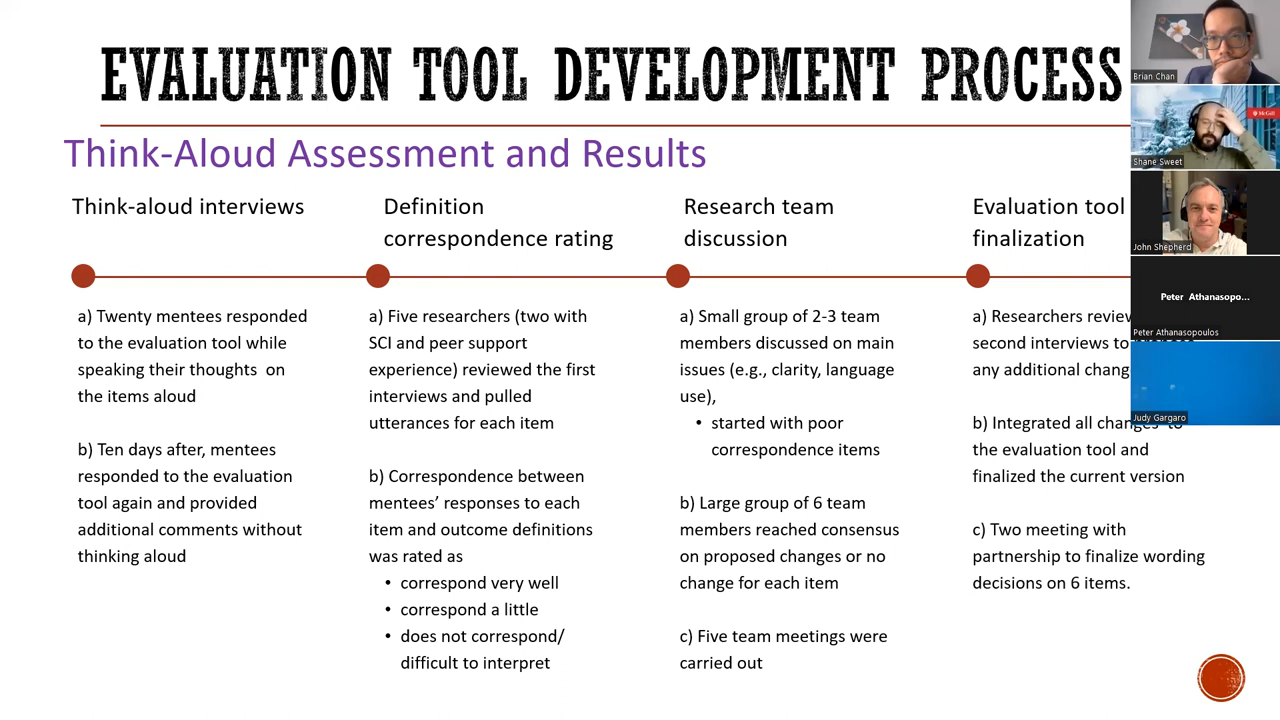 EVALUATION TOOL DEVELOPMENT PROCESS
Think-Aloud Assessment and Results
Think-aloud interviews
a) Twenty mentees responded
to the evaluation tool while
speaking their thoughts on
the items aloud
b) Ten days after, mentees
responded to the evaluation
tool again and provided
additional comments without
thinking aloud
Definition
correspondence rating
a) Five researchers (two with
SCI and peer support
experience) reviewed the first
interviews and pulled
utterances for each item
b) Correspondence between
mentees’ responses to each
item and outcome definitions
was rated as
• correspond very well
• correspond a little
• does not correspond/
difficult to interpret
Research team
discussion
a) Small group of 2-3 team
members discussed on main
issues (e.g., clarity, language
use),
• started with poor
correspondence items
b) Large group of 6 team
members reached consensus
on proposed changes or no
change for each item
c) Five team meetings were
carried out
Evaluation tool
finalization
a) Researchers
second interviews to
any additional
b) Integrated all changes to
the evaluation tool and
finalized the current version
c) Two meeting with
partnership to finalize wording
decisions on 6 items.
Brian Chan
McGill
Shane Sweet
John Shepherd
Peter Athanasopo...
Peter Athanasopoulos
Judy Gargaro